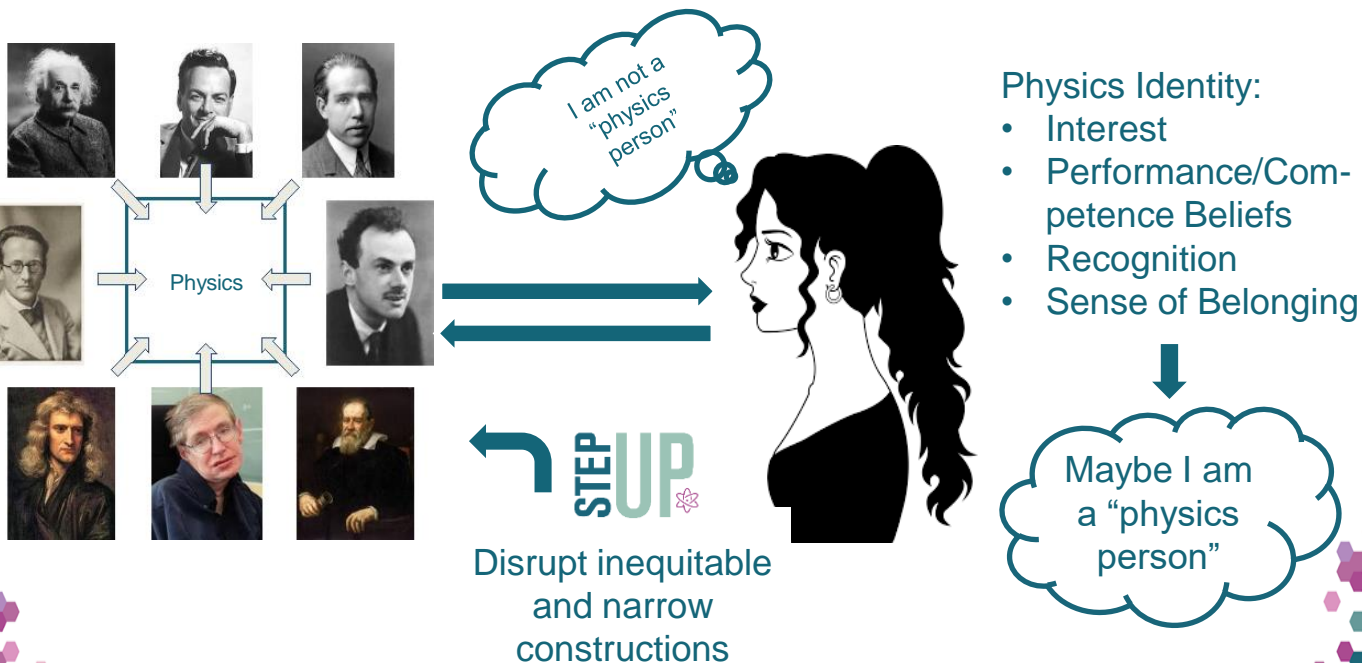 Physics
I am not a
“physics
person”
STEP
UP
Disrupt inequitable
and narrow
constructions
Physics Identity:
• Interest
• Performance/Com-
petence Beliefs
• Recognition
• Sense of Belonging
Maybe I am
a “physics
person”